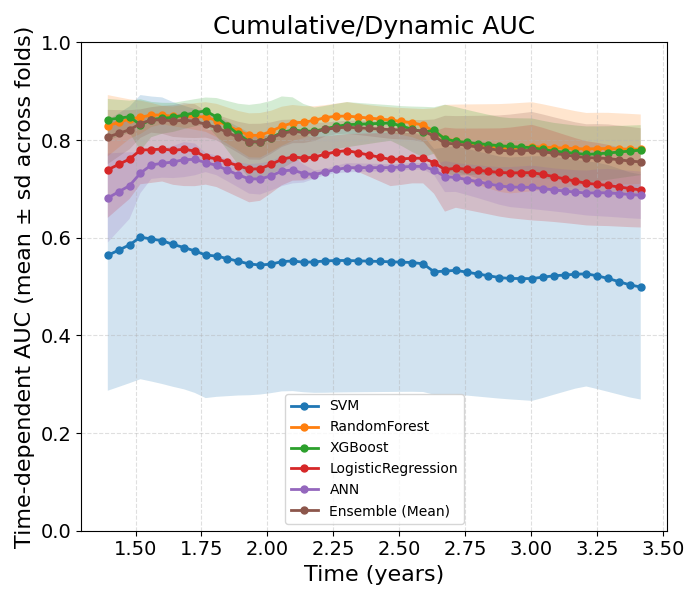 Cumulative/Dynamic AUC
Time-dependent AUC (mean ± sd across folds)
1.0
0.8
0.6
0.4
0.2
0.0
SVM
RandomForest
XGBoost
LogisticRegression
ANN
Ensemble (Mean)
1.50 1.75 2.00 2.25 2.50 2.75 3.00 3.25 3.50
Time (years)